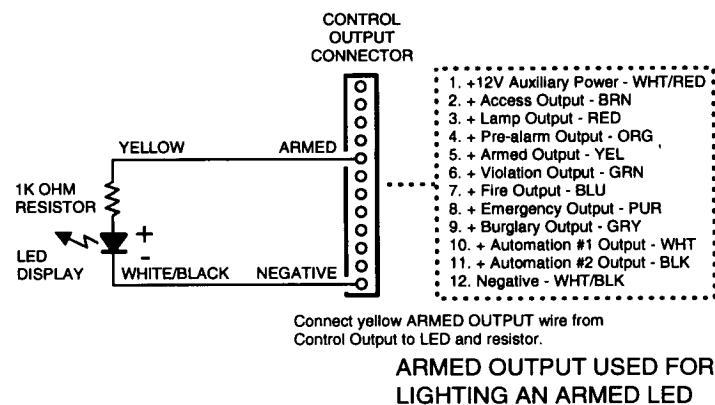 CONTROL
OUTPUT
CONNECTOR
1. +12V Auxiliary Power - WHT/RED
2. + Access Output - BRN
3. + Lamp Output - RED
4. + Pre-alarm Output - ORG
5. + Armed Output - YEL
6. + Violation Output - GRN
7. + Fire Output - BLU
8. + Emergency Output - PUR
9. + Burglary Output - GRY
10. + Automation #1 Output - WHT
11. + Automation #2 Output - BLK
12. Negative - WHT/BLK
YELLOW ARMED
1K OHM
RESISTOR
+
-
LED
DISPLAY
WHITE/BLACK NEGATIVE
Connect yellow ARMED OUTPUT wire from
Control Output to LED and resistor.
ARMED OUTPUT USED FOR
LIGHTING AN ARMED LED